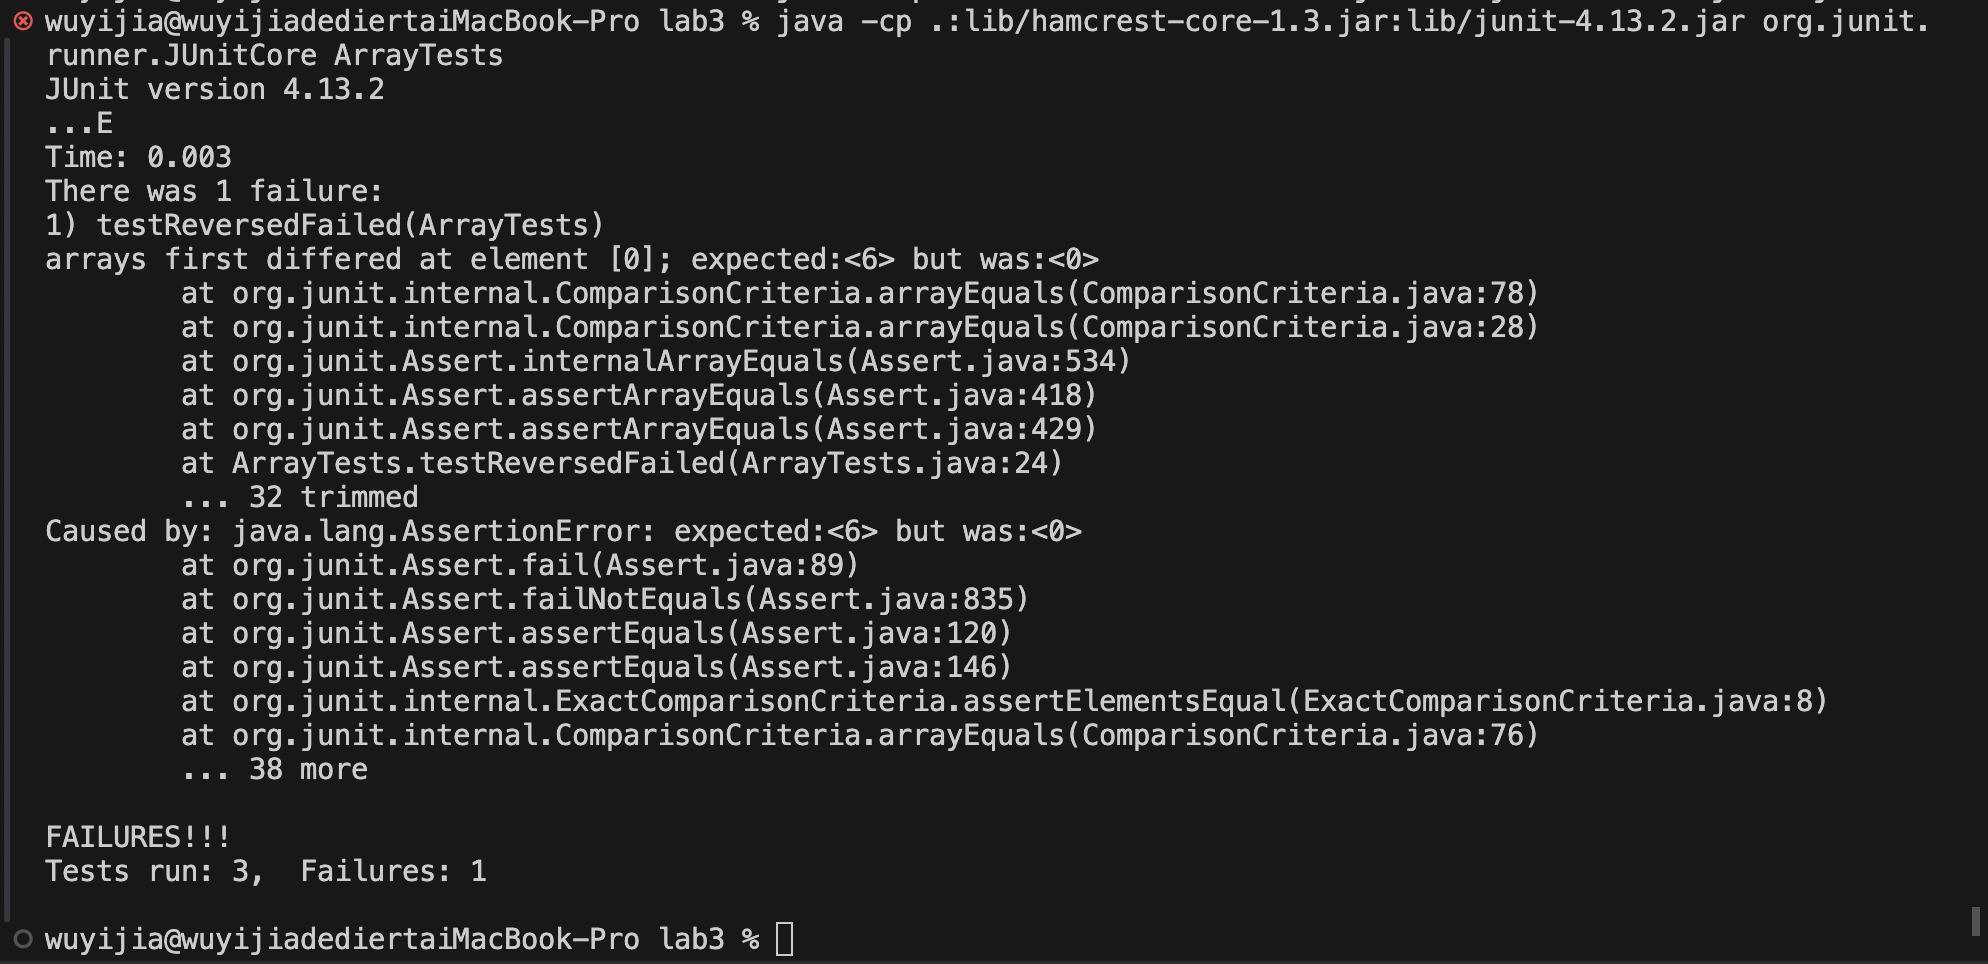 wuyijia@wuyijiadediertaiMacBook-Pro lab3 % java -cp .:lib/hamcrest-core-1.3.jar:lib/junit-4.13.2.jar org.junit.
runner.JUnitCore ArrayTests
JUnit version 4.13.2
...E
Time: 0.003
There was 1 failure:
1) testReversedFailed(ArrayTests)
arrays first differed at element [0]; expected:<6> but was:<0>
        at org.junit.internal.ComparisonCriteria.arrayEquals(ComparisonCriteria.java:78)
        at org.junit.internal.ComparisonCriteria.arrayEquals(ComparisonCriteria.java:28)
        at org.junit.Assert.internalArrayEquals(Assert.java:534)
        at org.junit.Assert.assertArrayEquals(Assert.java:418)
        at org.junit.Assert.assertArrayEquals(Assert.java:429)
        at ArrayTests.testReversedFailed(ArrayTests.java:24)
        ... 32 trimmed
Caused by: java.lang.AssertionError: expected:<6> but was:<0>
        at org.junit.Assert.fail(Assert.java:89)
        at org.junit.Assert.failNotEquals(Assert.java:835)
        at org.junit.Assert.assertEquals(Assert.java:120)
        at org.junit.Assert.assertEquals(Assert.java:146)
        at org.junit.internal.ExactComparisonCriteria.assertElementsEqual(ExactComparisonCriteria.java:8)
        at org.junit.internal.ComparisonCriteria.arrayEquals(ComparisonCriteria.java:76)
        ... 38 more

FAILURES!!!
Tests run: 3,  Failures: 1

wuyijia@wuyijiadediertaiMacBook-Pro lab3 %